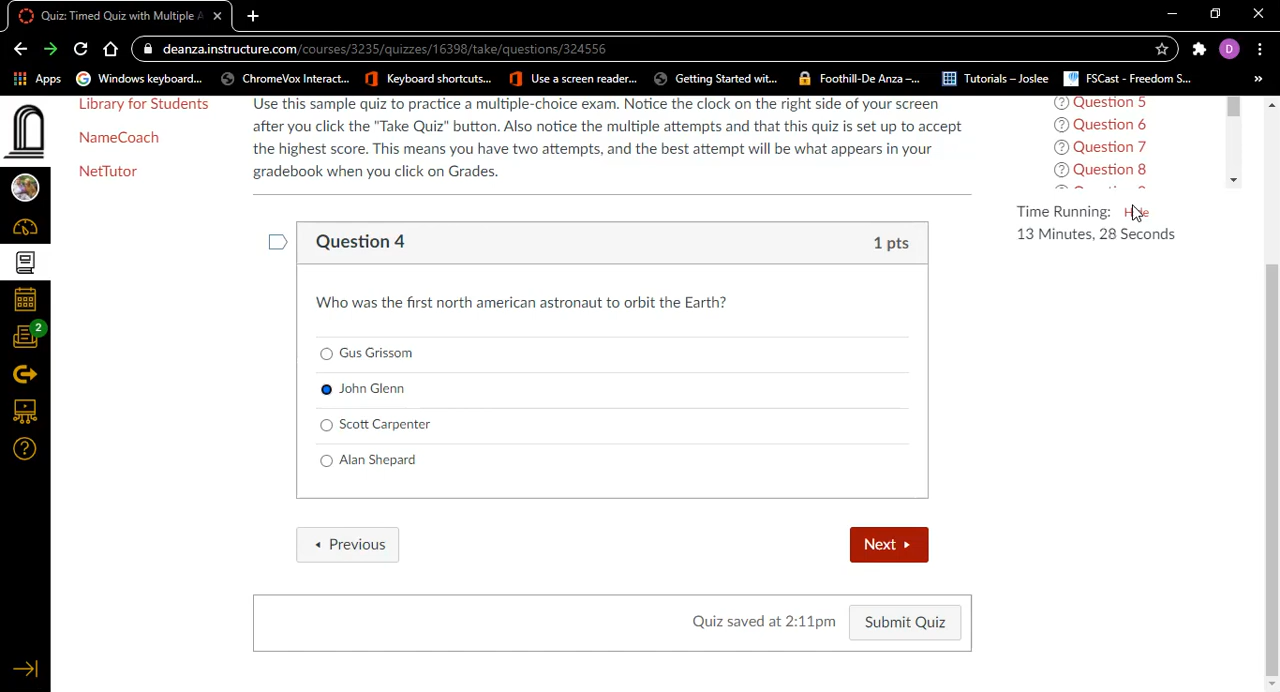 Quiz: Timed Quiz with Multiple A
deanza.instructure.com/courses/3235/quizzes/16398/take/questions/324556
D
Apps
Windows keyboard...
ChromeVox Interact...
Keyboard shortcuts...
Use a screen reader...
Getting Started wit...
Foothill-De Anza –...
Tutorials – Joslee
FSCast - Freedom S...
»
Library for Students
NameCoach
NetTutor
2
Use this sample quiz to practice a multiple-choice exam. Notice the clock on the right side of your screen
after you click the "Take Quiz" button. Also notice the multiple attempts and that this quiz is set up to accept
the highest score. This means you have two attempts, and the best attempt will be what appears in your
gradebook when you click on Grades.
Question 4
1 pts
Who was the first north american astronaut to orbit the Earth?
Gus Grissom
John Glenn
Scott Carpenter
Alan Shepard
Previous
Next
Quiz saved at 2:11pm
Submit Quiz
Question 5
Question 6
Question 7
Question 8
Time Running: Hide
13 Minutes, 28 Seconds